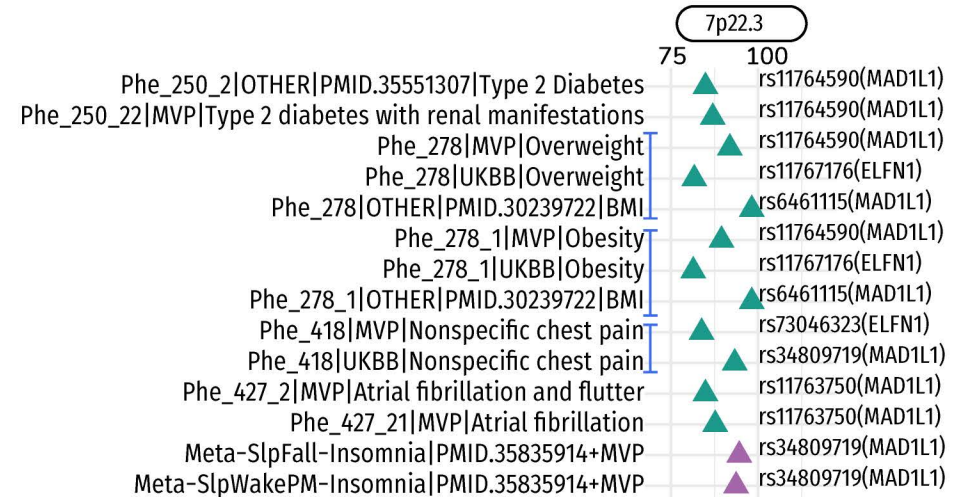 7p22.3
75 100
Phe_250_2|OTHER|PMID.35551307|Type 2 Diabetes rs11764590(MAD1L1)
Phe_250_22|MVP|Type 2 diabetes with renal manifestations rs11764590(MAD1L1)
Phe_278|MVP|Overweight rs11764590(MAD1L1)
Phe_278|UKBB|Overweight rs11767176(ELFN1)
Phe_278|OTHER|PMID.30239722|BMI rs6461115(MAD1L1)
Phe_278_1|MVP|Obesity rs11764590(MAD1L1)
Phe_278_1|UKBB|Obesity rs11767176(ELFN1)
Phe_278_1|OTHER|PMID.30239722|BMI rs6461115(MAD1L1)
Phe_418|MVP|Nonspecific chest pain rs73046323(ELFN1)
Phe_418|UKBB|Nonspecific chest pain rs34809719(MAD1L1)
Phe_427_2|MVP|Atrial fibrillation and flutter rs11763750(MAD1L1)
Phe_427_21|MVP|Atrial fibrillation rs11763750(MAD1L1)
Meta-SlpFall-Insomnia|PMID.35835914+MVP rs34809719(MAD1L1)
Meta-SlpWakePM-Insomnia|PMID.35835914+MVP rs34809719(MAD1L1)